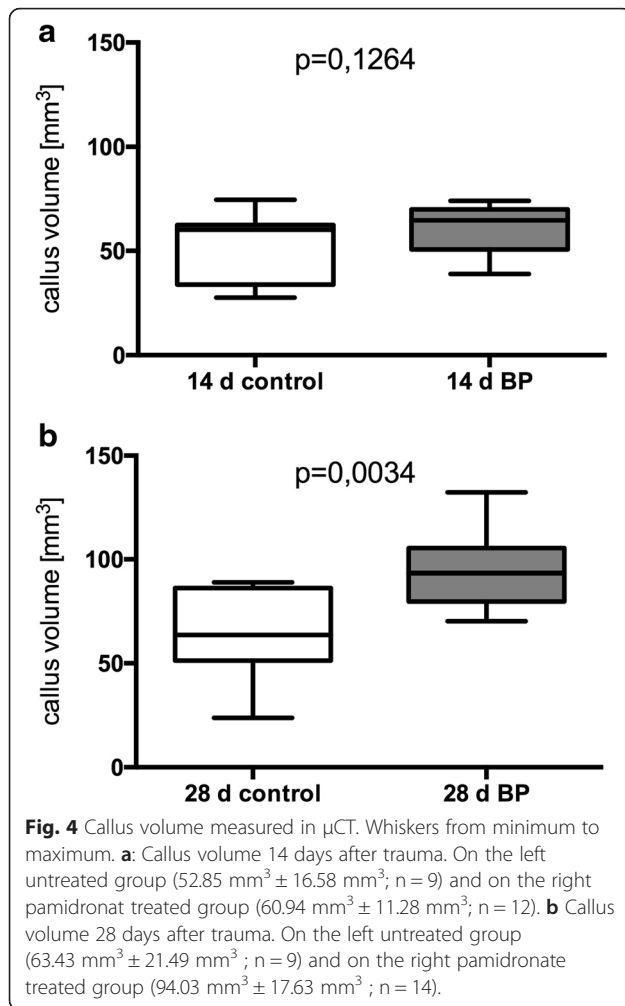 a
150
100
50
0
callus volume [mm³]
p=0,1264
14 d control 14 d BP
b
150
100
50
0
callus volume [mm³]
p=0,0034
28 d control 28 d BP
Fig. 4 Callus volume measured in μCT. Whiskers from minimum to
maximum. a: Callus volume 14 days after trauma. On the left
untreated group (52.85 mm³ ± 16.58 mm³; n = 9) and on the right
pamidronat treated group (60.94 mm³ ± 11.28 mm³; n = 12). b Callus
volume 28 days after trauma. On the left untreated group
(63.43 mm³ ± 21.49 mm³ ; n = 9) and on the right pamidronate
treated group (94.03 mm³ ± 17.63 mm³ ; n = 14).